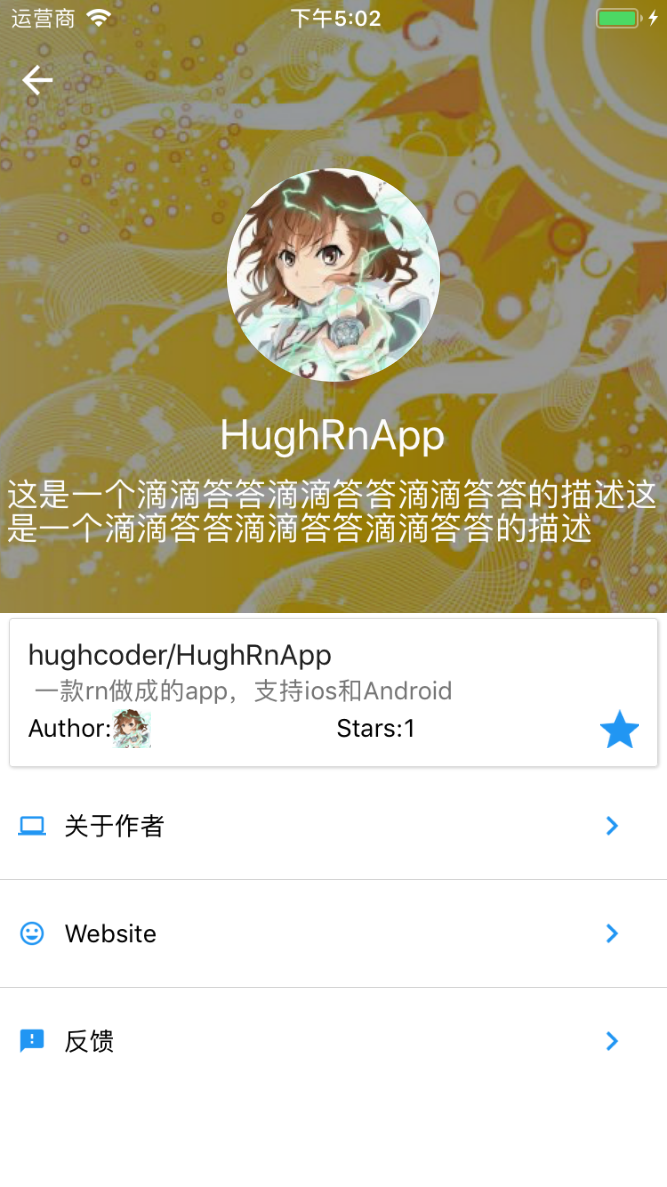 运营商 下午5:02
HughRnApp
这是一个滴滴答答滴滴答答滴滴答答的描述这
是一个滴滴答答滴滴答答滴滴答答的描述
hughcoder/HughRnApp
一款rn做成的app，支持ios和Android
Author: Stars:1
关于作者
Website
反馈